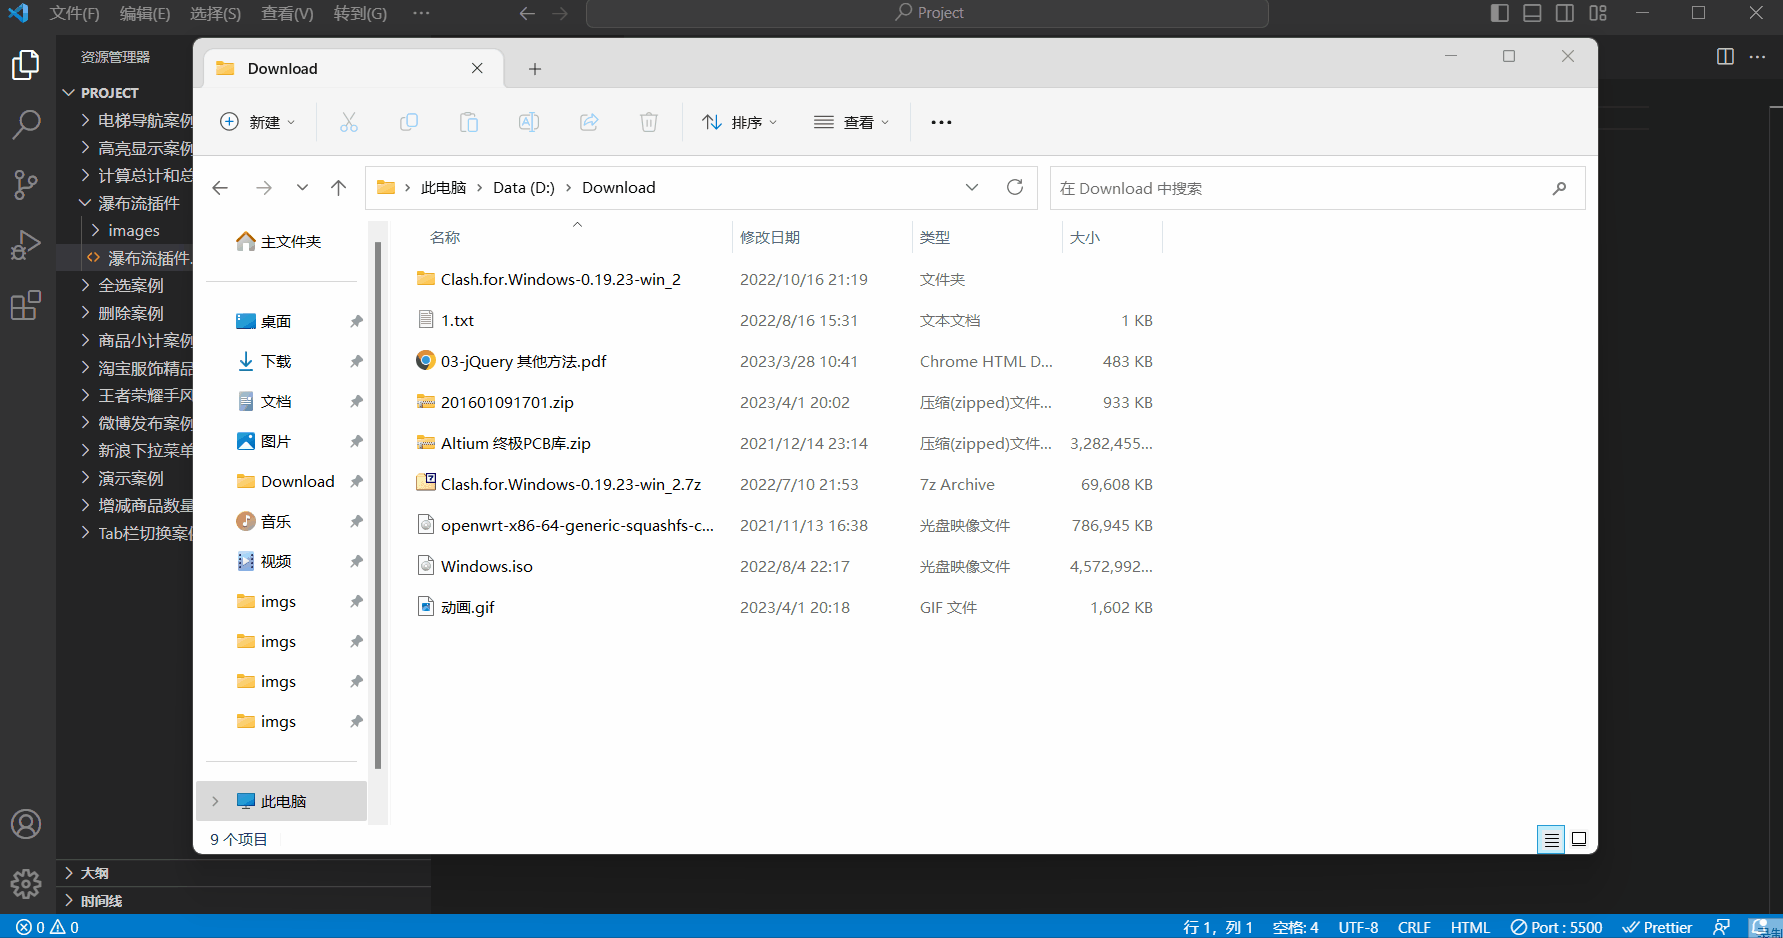 文件(F) 编辑(E) 选择(S) 查看(V) 转到(G) ··· Project
资源管理器
PROJECT
电梯导航案例
高亮显示案例
计算总计和总
瀑布流插件
images
瀑布流插件.
全选案例
删除案例
商品小计案例
淘宝服饰精品
王者荣耀手风
微博发布案例
新浪下拉菜单
演示案例
增减商品数量
Tab栏切换案例
大纲
时间线
Download
新建 排序 查看 ···
此电脑 › Data (D:) › Download
在 Download 中搜索
主文件夹
桌面
下载
文档
图片
Download
音乐
视频
imgs
imgs
imgs
imgs
此电脑
名称 修改日期 类型 大小
Clash.for.Windows-0.19.23-win_2 2022/10/16 21:19 文件夹
1.txt 2022/8/16 15:31 文本文档 1 KB
03-jQuery 其他方法.pdf 2023/3/28 10:41 Chrome HTML D... 483 KB
201601091701.zip 2023/4/1 20:02 压缩(zipped)文件... 933 KB
Altium 终极PCB库.zip 2021/12/14 23:14 压缩(zipped)文件... 3,282,455...
Clash.for.Windows-0.19.23-win_2.7z 2022/7/10 21:53 7z Archive 69,608 KB
openwrt-x86-64-generic-squashfs-c... 2021/11/13 16:38 光盘映像文件 786,945 KB
Windows.iso 2022/8/4 22:17 光盘映像文件 4,572,992...
动画.gif 2023/4/1 20:18 GIF 文件 1,602 KB
9 个项目
0 0 行 1，列 1 空格: 4 UTF-8 CRLF HTML Port : 5500 Prettier